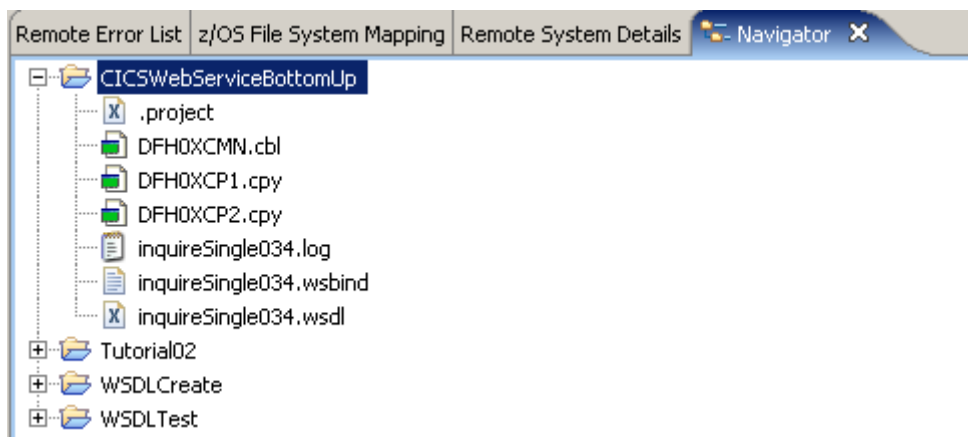 Remote Error List z/OS File System Mapping Remote System Details Navigator
CICSWebServiceBottomUp
.project
DFH0XCMN.cbl
DFH0XCP1.cpy
DFH0XCP2.cpy
inquireSingle034.log
inquireSingle034.wsbind
inquireSingle034.wsdl
Tutorial02
WSDLCreate
WSDLTest